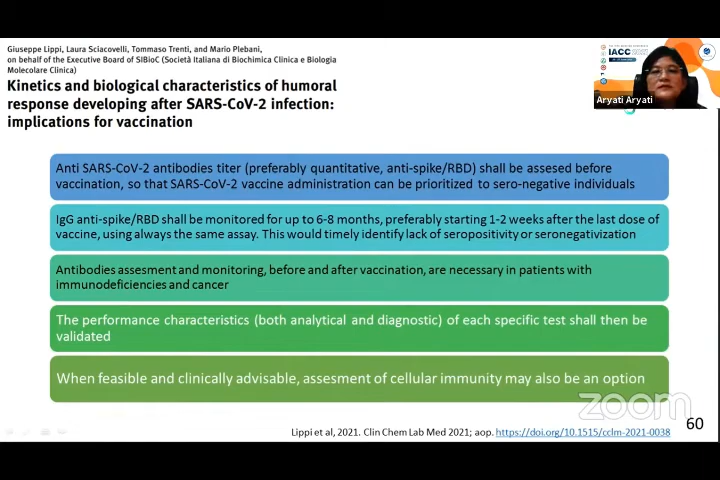 Giuseppe Lippi, Laura Sciacovelli, Tommaso Trenti, and Mario Plebani,
on behalf of the Executive Board of SIBioC (Società Italiana di Biochimica Clinica e Biologia
Molecolare Clinica)
Kinetics and biological characteristics of humoral
response developing after SARS-CoV-2 infection:
implications for vaccination
IACC
Aryati Aryati
Anti SARS-CoV-2 antibodies titer (preferably quantitative, anti-spike/RBD) shall be assesed before
vaccination, so that SARS-CoV-2 vaccine administration can be prioritized to sero-negative individuals
IgG anti-spike/RBD shall be monitored for up to 6-8 months, preferably starting 1-2 weeks after the last dose of
vaccine, using always the same assay. This would timely identify lack of seropositivity or seronegativization
Antibodies assesment and monitoring, before and after vaccination, are necessary in patients with
immunodeficiencies and cancer
The performance characteristics (both analytical and diagnostic) of each specific test shall then be
validated
When feasible and clinically advisable, assesment of cellular immunity may also be an option
zoom
60
Lippi et al, 2021. Clin Chem Lab Med 2021; aop. https://doi.org/10.1515/cclm-2021-0038